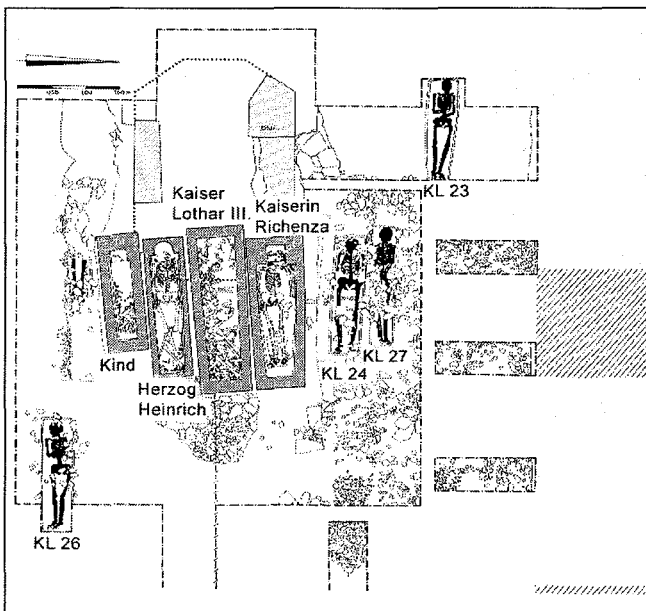 KL 23
Kaiser
Lothar III.
Kaiserin
Richenza
KL 27
KL 24
Kind
Herzog
Heinrich
KL 26